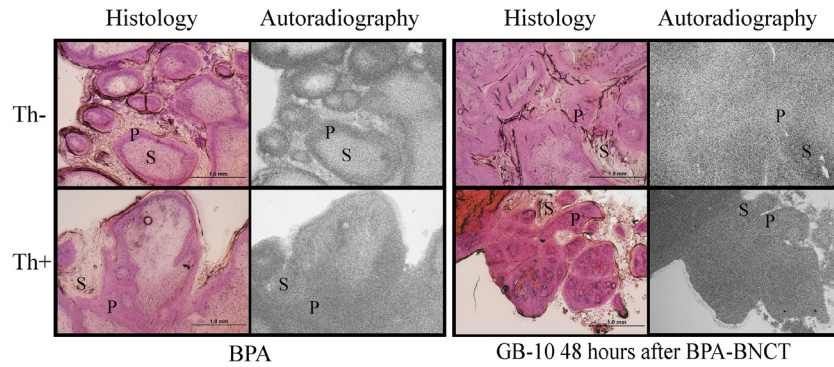 Histology Autoradiography Histology Autoradiography
Th-
P
S
1.0 mm
P
S
P
S
1.0 mm
P
S
Th+
S
P
1.0 mm
S
P
S
P
1.0 mm
S
P
BPA
GB-10 48 hours after BPA-BNCT